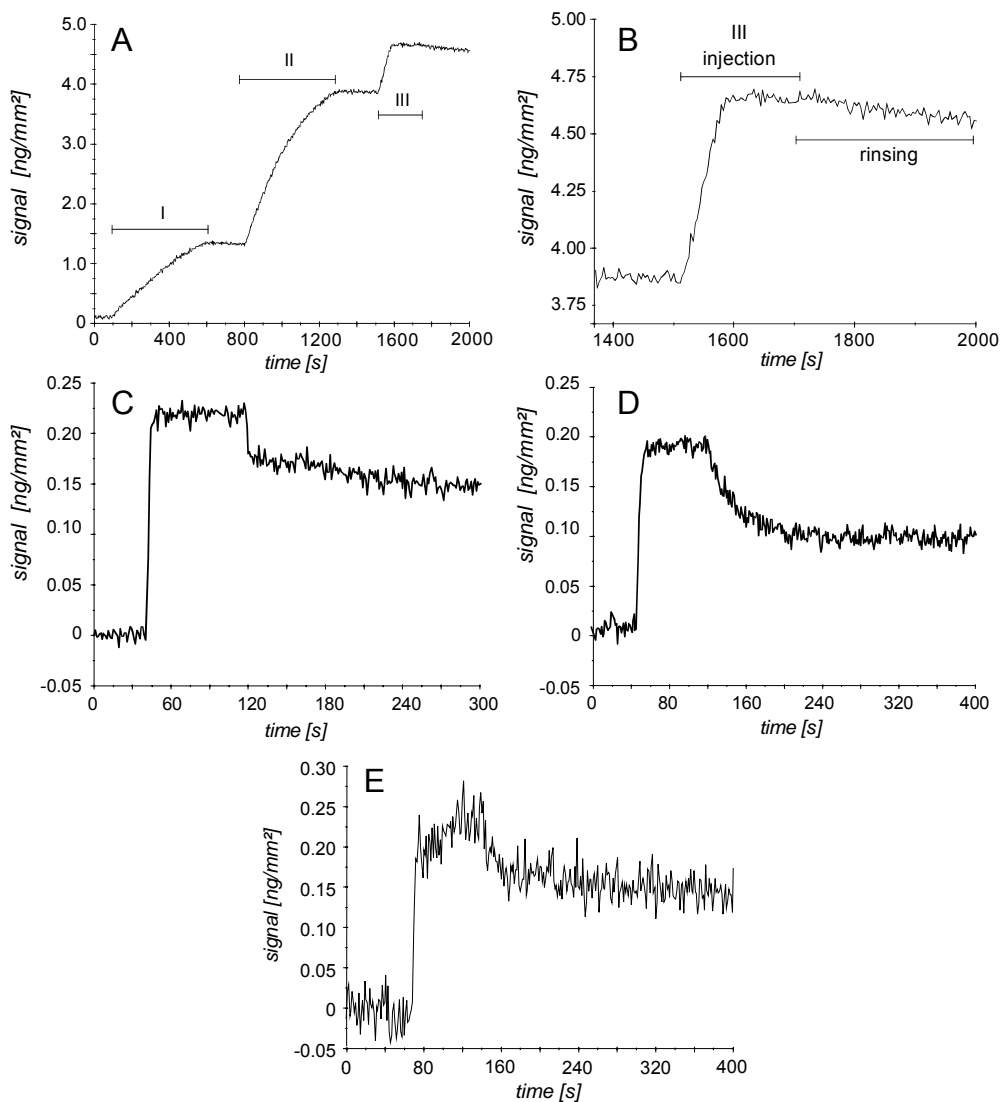 A
signal [ng/mm²]
5.0
4.0
3.0
2.0
1.0
0
I
II
III
0 400 800 1200 1600 2000
time [s]
B
signal [ng/mm²]
5.00
4.75
4.50
4.25
4.00
3.75
III
injection
rinsing
1400 1600 1800 2000
time [s]
C
signal [ng/mm²]
0.25
0.20
0.15
0.10
0.05
0
-0.05
0 60 120 180 240 300
time [s]
D
signal [ng/mm²]
0.25
0.20
0.15
0.10
0.05
0
-0.05
0 80 160 240 320 400
time [s]
E
signal [ng/mm²]
0.30
0.25
0.20
0.15
0.10
0.05
0
-0.05
0 80 160 240 320 400
time [s]